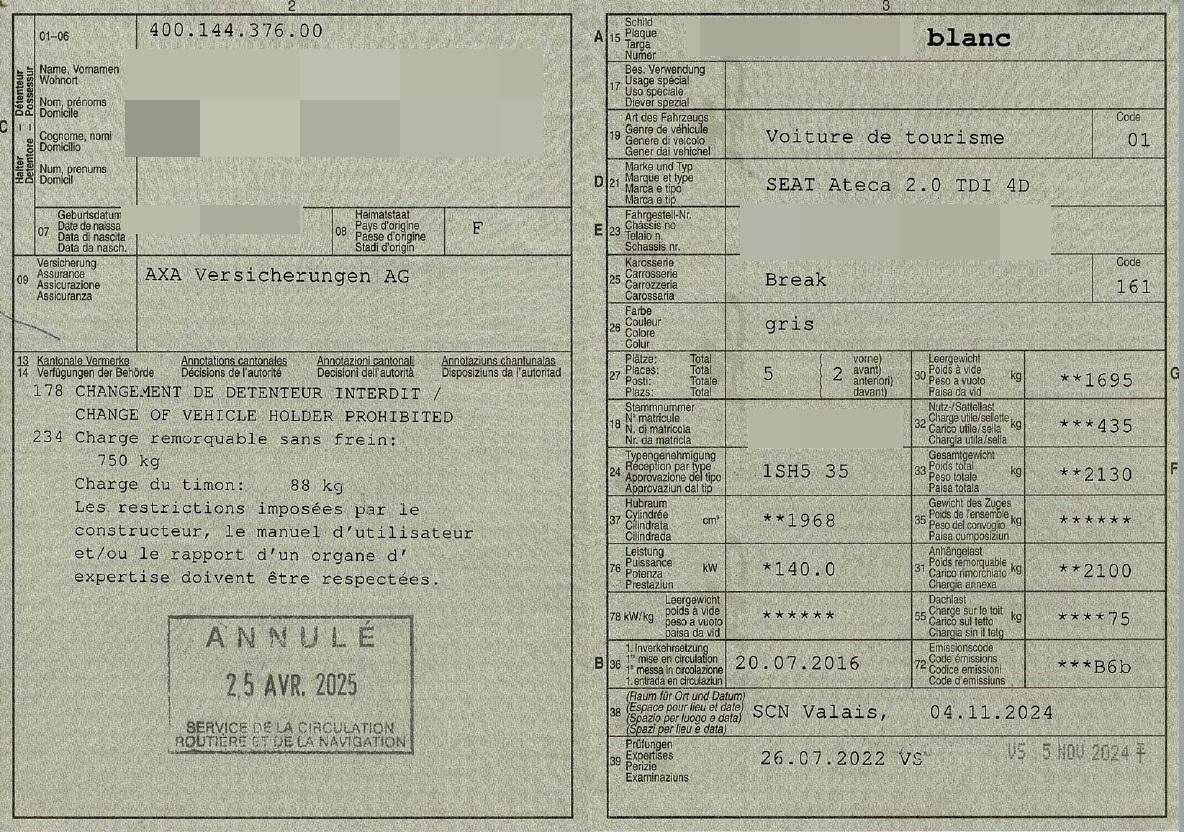 2
01-06
400.144.376.00
C
Halter – Détenteur
Detentore – Possessur
Name, Vornamen
Wohnort
Nom, prénoms
Domicile
Cognome, nomi
Domicilio
Num, prenums
Domicil
07
Geburtsdatum
Date de naissa
Data di nascita
Data da nasch.
08
Heimatstaat
Pays d'origine
Paese d'origine
Stadi d'origin
F
09
Versicherung
Assurance
Assicurazione
Assicuranza
AXA Versicherungen AG
13 Kantonale Vermerke Annotations cantonales Annotazioni cantonali Annotaziuns chantunalas
14 Verfügungen der Behörde Décisions de l'autorité Decisioni dell'autorità Disposiziuns da l'autoritad
178 CHANGEMENT DE DETENTEUR INTERDIT /
CHANGE OF VEHICLE HOLDER PROHIBITED
234 Charge remorquable sans frein:
750 kg
Charge du timon: 88 kg
Les restrictions imposées par le
constructeur, le manuel d'utilisateur
et/ou le rapport d'un organe d'
expertise doivent être respectées.
ANNULÉ
25 AVR. 2025
SERVICE DE LA CIRCULATION
ROUTIÈRE ET DE LA NAVIGATION
3
A 15
Schild
Plaque
Targa
Numer
blanc
17
Bes. Verwendung
Usage spécial
Uso speciale
Diever spezial
19
Art des Fahrzeugs
Genre de véhicule
Genere di veicolo
Gener dal vehichel
Voiture de tourisme
Code
01
D 21
Marke und Typ
Marque et type
Marca e tipo
Marca e tip
SEAT Ateca 2.0 TDI 4D
E 23
Fahrgestell-Nr.
Châssis no
Telaio n.
Schassis nr.
25
Karosserie
Carrosserie
Carrozzeria
Carossaria
Break
Code
161
26
Farbe
Couleur
Colore
Colur
gris
27
Plätze: Total
Places: Total
Posti: Totale
Plazs: Total
5
2
vorne)
avant)
anteriori)
davant)
30
Leergewicht
Poids à vide
Peso a vuoto
Paisa da vid
kg
**1695
G
18
Stammnummer
N° matricule
N. di matricola
Nr. da matricla
32
Nutz-/Sattellast
Charge utile/sellette
Carico utile/sella
Chargia utila/sella
kg
***435
24
Typengenehmigung
Réception par type
Approvazione del tipo
Approvaziun dal tip
1SH5 35
33
Gesamtgewicht
Poids total
Peso totale
Paisa totala
kg
**2130
F
37
Hubraum
Cylindrée
Cilindrata
Cilindrada
cm³
**1968
35
Gewicht des Zuges
Poids de l'ensemble
Peso del convoglio
Paisa cumposiziun
kg
******
76
Leistung
Puissance
Potenza
Prestaziun
kW
*140.0
31
Anhängelast
Poids remorquable
Carico rimorchiato
Chargia annexa
kg
**2100
78 kW/kg
Leergewicht
poids à vide
peso a vuoto
paisa da vid
******
55
Dachlast
Charge sur le toit
Carico sul tetto
Chargia sin il tetg
kg
****75
B 36
1. Inverkehrsetzung
1re mise en circulation
1a messa in circolazione
1. entrada en circulaziun
20.07.2016
72
Emissionscode
Code émissions
Codice emissioni
Code d'emissiuns
***B6b
38
(Raum für Ort und Datum)
(Espace pour lieu et date)
(Spazio per luogo e data)
(Spazi per lieu e data)
SCN Valais, 04.11.2024
39
Prüfungen
Expertises
Perizie
Examinaziuns
26.07.2022 VS
VS 5 NOV 2024